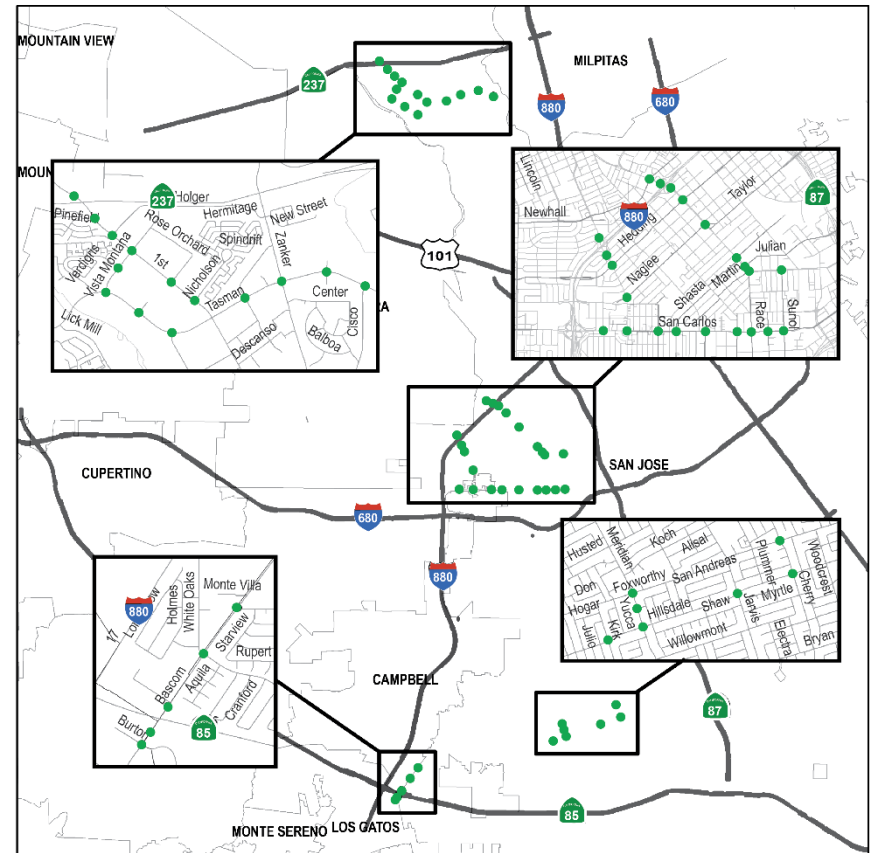 MOUNTAIN VIEW
MILPITAS
237
880
680
MOUN
237
Holger
Pinefield
Hermitage
New Street
Rose Orchard
Spindrift
Verdigris
Vista Montana
1st
Nicholson
Zanker
Tasman
Center
Lick Mill
Descanso
Balboa
Cisco
RA
101
Lincoln
Taylor
87
Newhall
880
Hedding
Julian
Naglee
Shasta
Martin
San Carlos
Race
Sunol
CUPERTINO
SAN JOSE
680
880
Husted
Meridian
Koch
Allsal
Plummer
Woodcrest
Don
Foxworthy
San Andreas
Hogar
Yucca
Hillsdale
Shaw
Jarvis
Myrtle
Cherry
Julio
Kirk
Willowmont
Electra
Bryan
880
17
Holmes
White Oaks
Monte Villa
Starview
Rupert
Bascom
Aquila
Cranford
Burton
85
CAMPBELL
87
85
MONTE SERENO
LOS GATOS